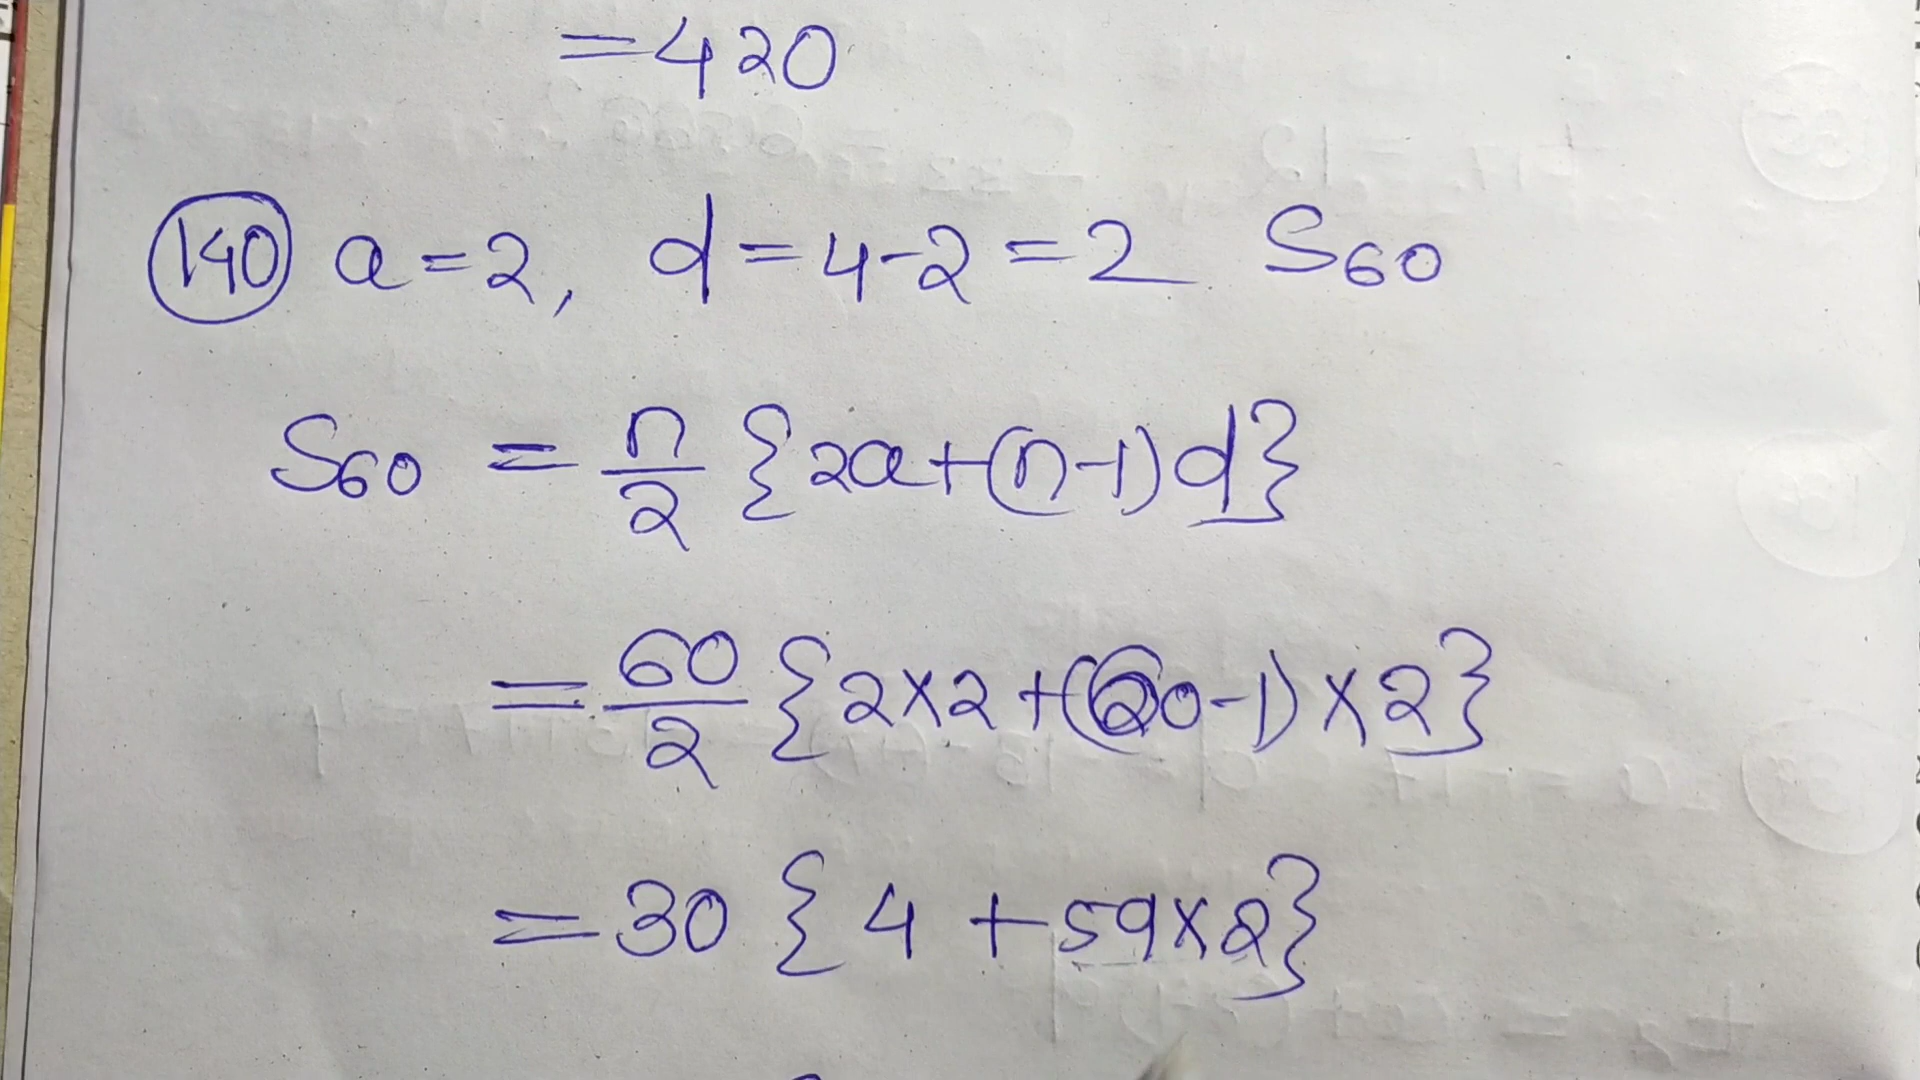 =420
140 a=2, d=4-2=2 S60
S60 = n/2 {2a+(n-1)d}
=60/2 {2×2+(60-1)×2}
=30 {4+59×2}